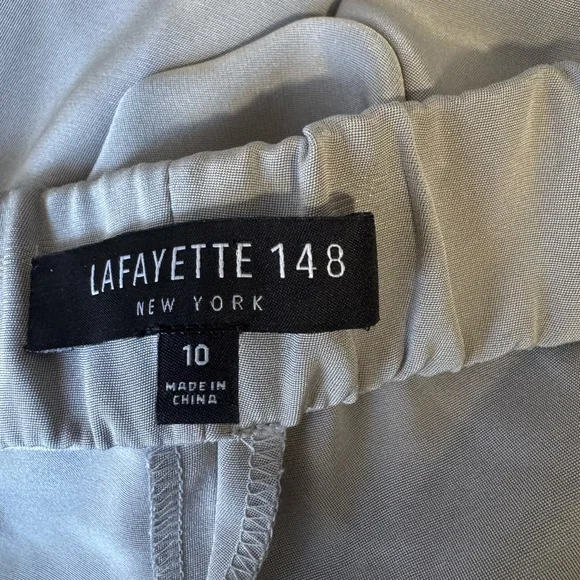 LAFAYETTE 148
NEW YORK
10
MADE IN
CHINA